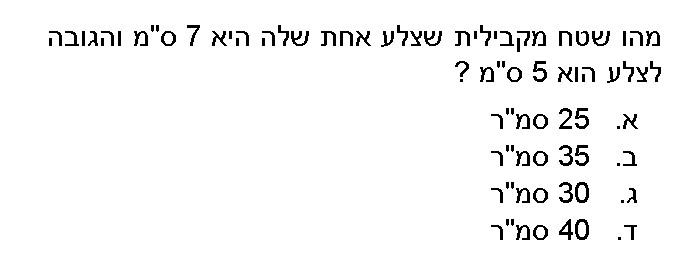 מהו שטח מקבילית שצלע אחת שלה היא 7 ס"מ והגובה
לצלע הוא 5 ס"מ ?
א. 25 סמ"ר
ב. 35 סמ"ר
ג. 30 סמ"ר
ד. 40 סמ"ר